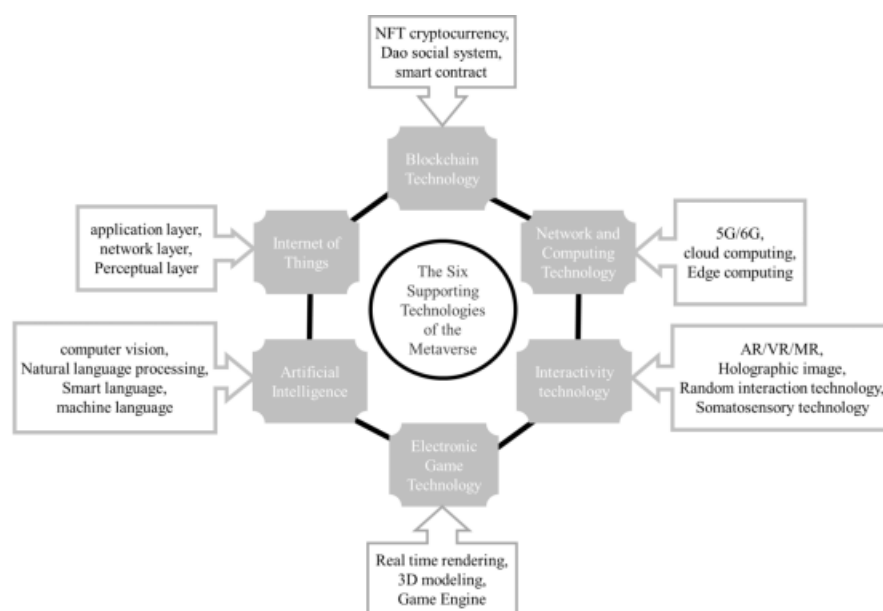 NFT cryptocurrency,
Dao social system,
smart contract
Blockchain
Technology
application layer,
network layer,
Perceptual layer
Internet of
Things
Network and
Computing
Technology
5G/6G,
cloud computing,
Edge computing
The Six
Supporting
Technologies
of the
Metaverse
computer vision,
Natural language processing,
Smart language,
machine language
Artificial
Intelligence
Interactivity
technology
AR/VR/MR,
Holographic image,
Random interaction technology,
Somatosensory technology
Electronic
Game
Technology
Real time rendering,
3D modeling,
Game Engine